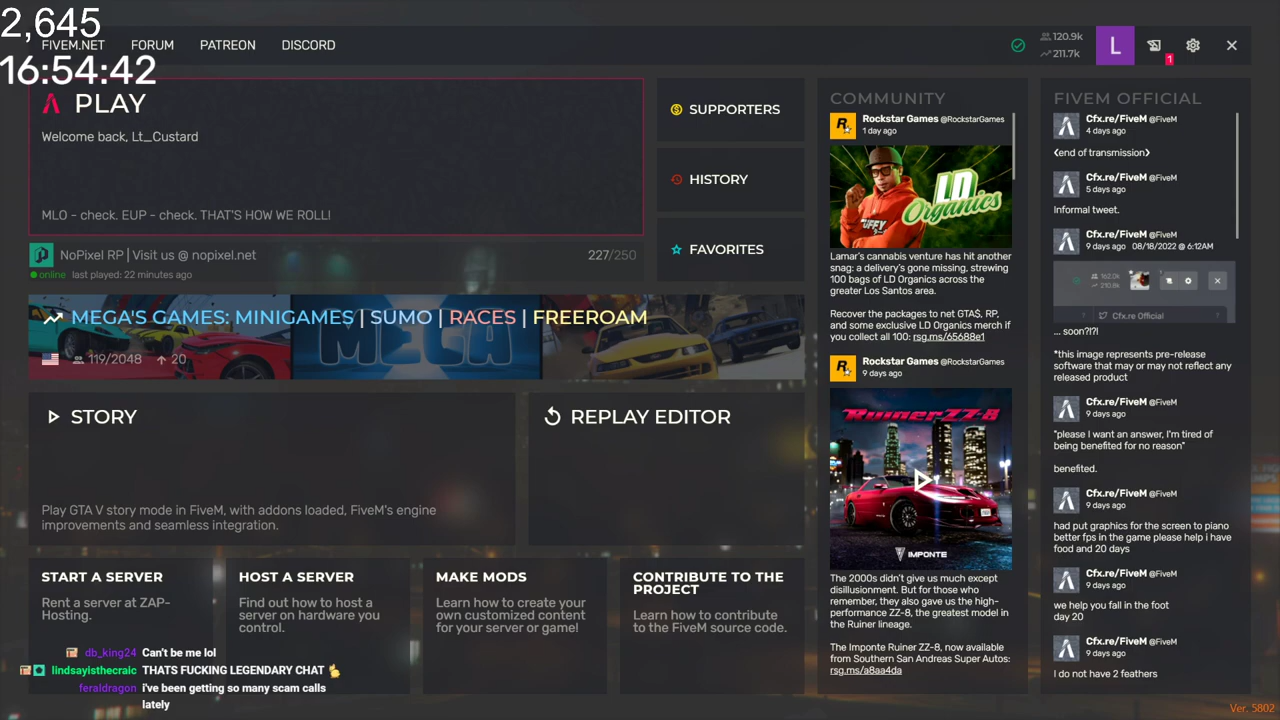 2,645
16:54:42
FIVEM.NET
FORUM
PATREON
DISCORD
120.9k
211.7k
L
1
PLAY
Welcome back, Lt_Custard
MLO - check. EUP - check. THAT'S HOW WE ROLL!
NoPixel RP | Visit us @ nopixel.net
227/250
online last played: 22 minutes ago
SUPPORTERS
HISTORY
FAVORITES
MEGA'S GAMES: MINIGAMES | SUMO | RACES | FREEROAM
MEGA
119/2048 20
STORY
Play GTA V story mode in FiveM, with addons loaded, FiveM's engine
improvements and seamless integration.
REPLAY EDITOR
START A SERVER
Rent a server at ZAP-
Hosting.
HOST A SERVER
Find out how to host a
server on hardware you
control.
MAKE MODS
Learn how to create your
own customized content
for your server or game!
CONTRIBUTE TO THE
PROJECT
Learn how to contribute
to the FiveM source code.
db_king24 Can't be me lol
lindsayisthecralc THATS FUCKING LEGENDARY CHAT
feraldragon i've been getting so many scam calls
lately
COMMUNITY
Rockstar Games @RockstarGames
1 day ago
LD
Organics
Lamar's cannabis venture has hit another
snag: a delivery's gone missing, strewing
100 bags of LD Organics across the
greater Los Santos area.
Recover the packages to net GTA$, RP,
and some exclusive LD Organics merch if
you collect all 100: rsg.ms/65688e1
Rockstar Games @RockstarGames
9 days ago
Ruiner ZZ-8
IMPONTE
The 2000s didn't give us much except
disillusionment. But for those who
remember, they also gave us the high-
performance ZZ-8, the greatest model in
the Ruiner lineage.
The Imponte Ruiner ZZ-8, now available
from Southern San Andreas Super Autos:
rsg.ms/a8aa4da
FIVEM OFFICIAL
Cfx.re/FiveM @FiveM
4 days ago
<end of transmission>
Cfx.re/FiveM @FiveM
5 days ago
Informal tweet.
Cfx.re/FiveM @FiveM
9 days ago 08/18/2022 @ 6:12AM
162.0k
210.8k
Cfx.re Official
... soon?!?!
*this image represents pre-release
software that may or may not reflect any
released product
Cfx.re/FiveM @FiveM
9 days ago
"please I want an answer, I'm tired of
being benefited for no reason"
benefited.
Cfx.re/FiveM @FiveM
9 days ago
had put graphics for the screen to piano
better fps in the game please help i have
food and 20 days
Cfx.re/FiveM @FiveM
9 days ago
we help you fall in the foot
day 20
Cfx.re/FiveM @FiveM
9 days ago
I do not have 2 feathers
Ver. 5802